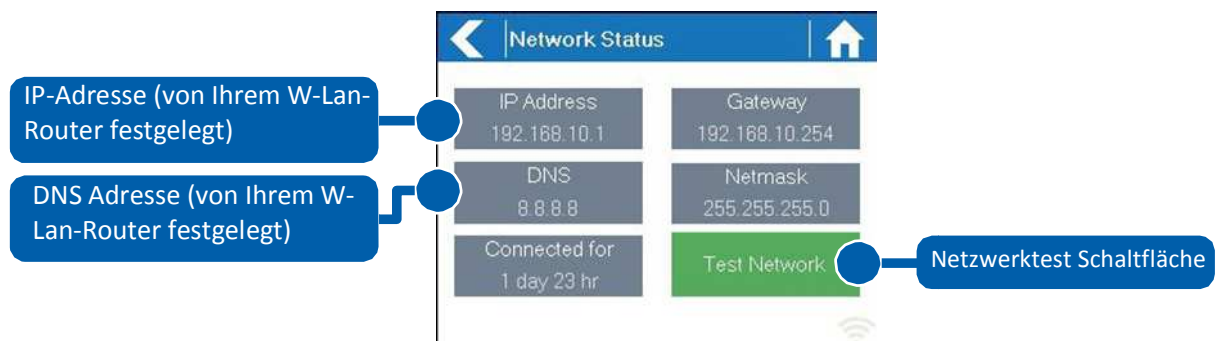 Network Status
IP-Adresse (von Ihrem W-Lan-
Router festgelegt)
IP Address
192.168.10.1
Gateway
192.168.10.254
DNS Adresse (von Ihrem W-
Lan-Router festgelegt)
DNS
8.8.8.8
Netmask
255.255.255.0
Connected for
1 day 23 hr
Test Network
Netzwerktest Schaltfläche